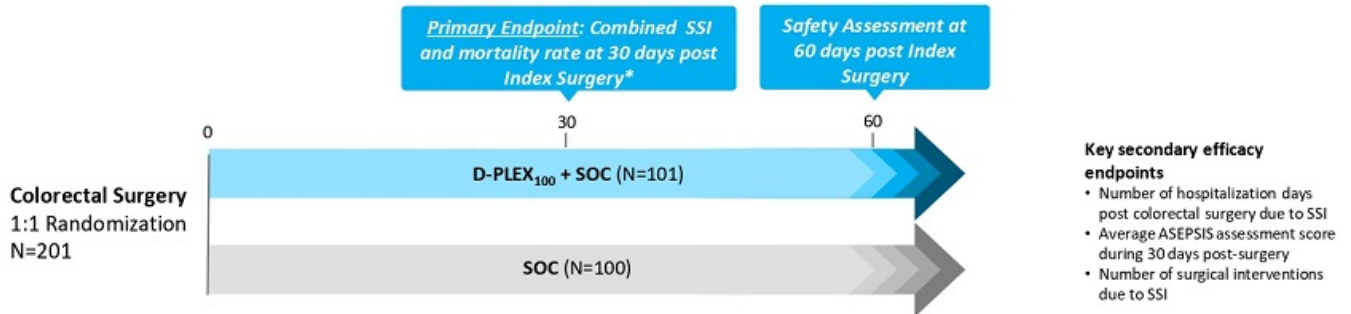 Primary Endpoint: Combined SSI
and mortality rate at 30 days post
Index Surgery*
Safety Assessment at
60 days post Index
Surgery
0
30
60
D-PLEX100 + SOC (N=101)
SOC (N=100)
Colorectal Surgery
1:1 Randomization
N=201
Key secondary efficacy
endpoints
• Number of hospitalization days
post colorectal surgery due to SSI
• Average ASEPSIS assessment score
during 30 days post-surgery
• Number of surgical interventions
due to SSI